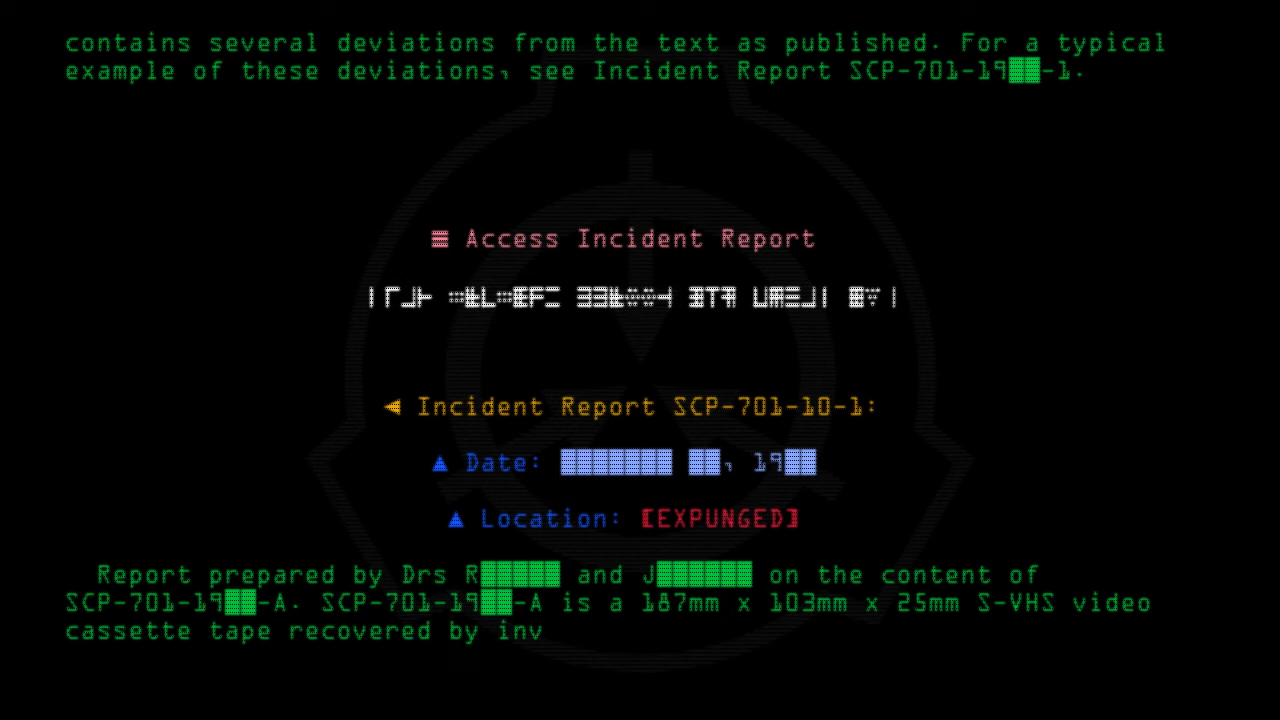 contains several deviations from the text as published. For a typical
example of these deviations, see Incident Report SCP-701-19██-1.
☰ Access Incident Report
◄ Incident Report SCP-701-10-1:
▲ Date: ███████ ██, 19██
▲ Location: [EXPUNGED]
Report prepared by Drs R█████ and J██████ on the content of
SCP-701-19██-A. SCP-701-19██-A is a 187mm x 103mm x 25mm S-VHS video
cassette tape recovered by inv